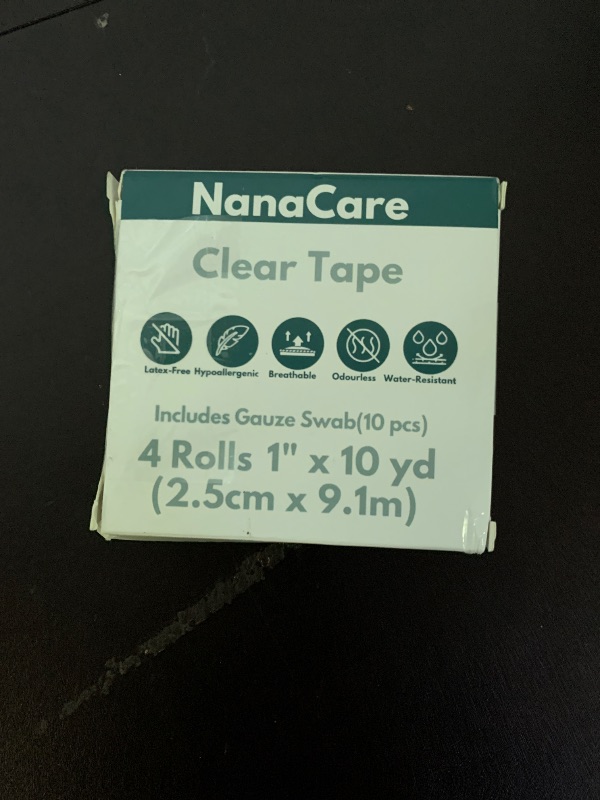 NanaCare
Clear Tape
Latex-Free Hypoallergenic Breathable Odourless Water-Resistant
Includes Gauze Swab(10 pcs)
4 Rolls 1" x 10 yd
(2.5cm x 9.1m)